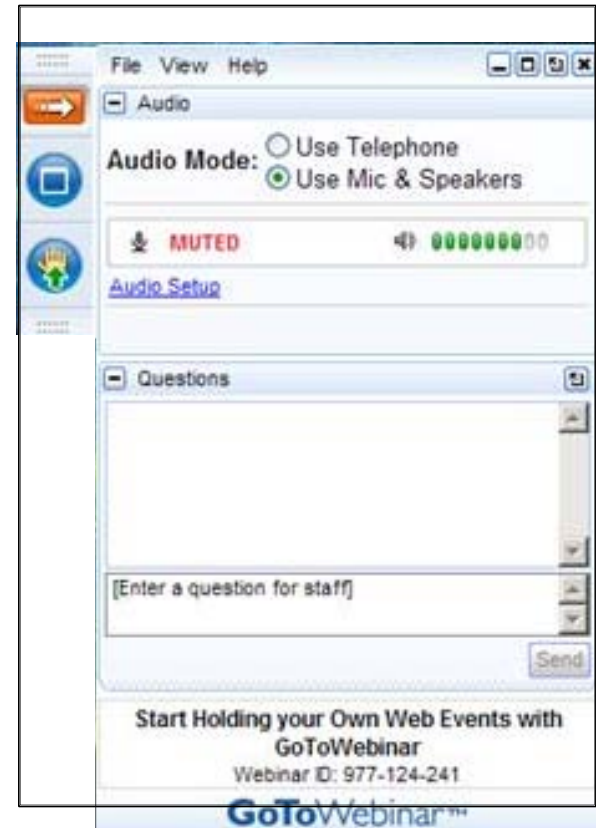 File View Help
Audio
Audio Mode: Use Telephone
Use Mic & Speakers
MUTED
Audio Setup
Questions
[Enter a question for staff]
Send
Start Holding your Own Web Events with
GoToWebinar
Webinar ID: 977-124-241
GoToWebinar™